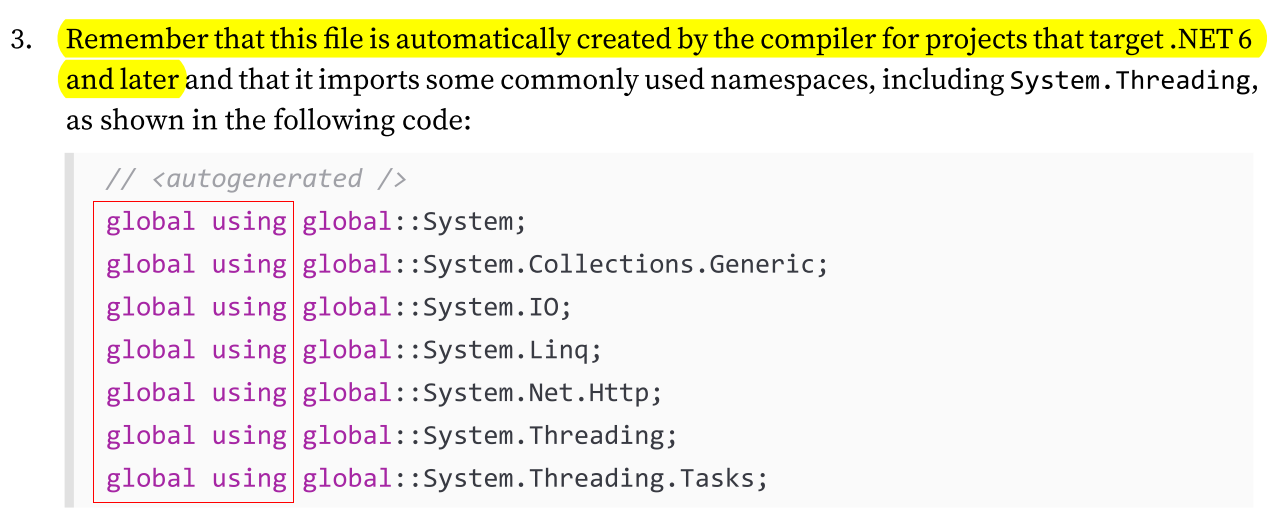 3. Remember that this file is automatically created by the compiler for projects that target .NET 6
and later and that it imports some commonly used namespaces, including System.Threading,
as shown in the following code:
// <autogenerated />
global using global::System;
global using global::System.Collections.Generic;
global using global::System.IO;
global using global::System.Linq;
global using global::System.Net.Http;
global using global::System.Threading;
global using global::System.Threading.Tasks;